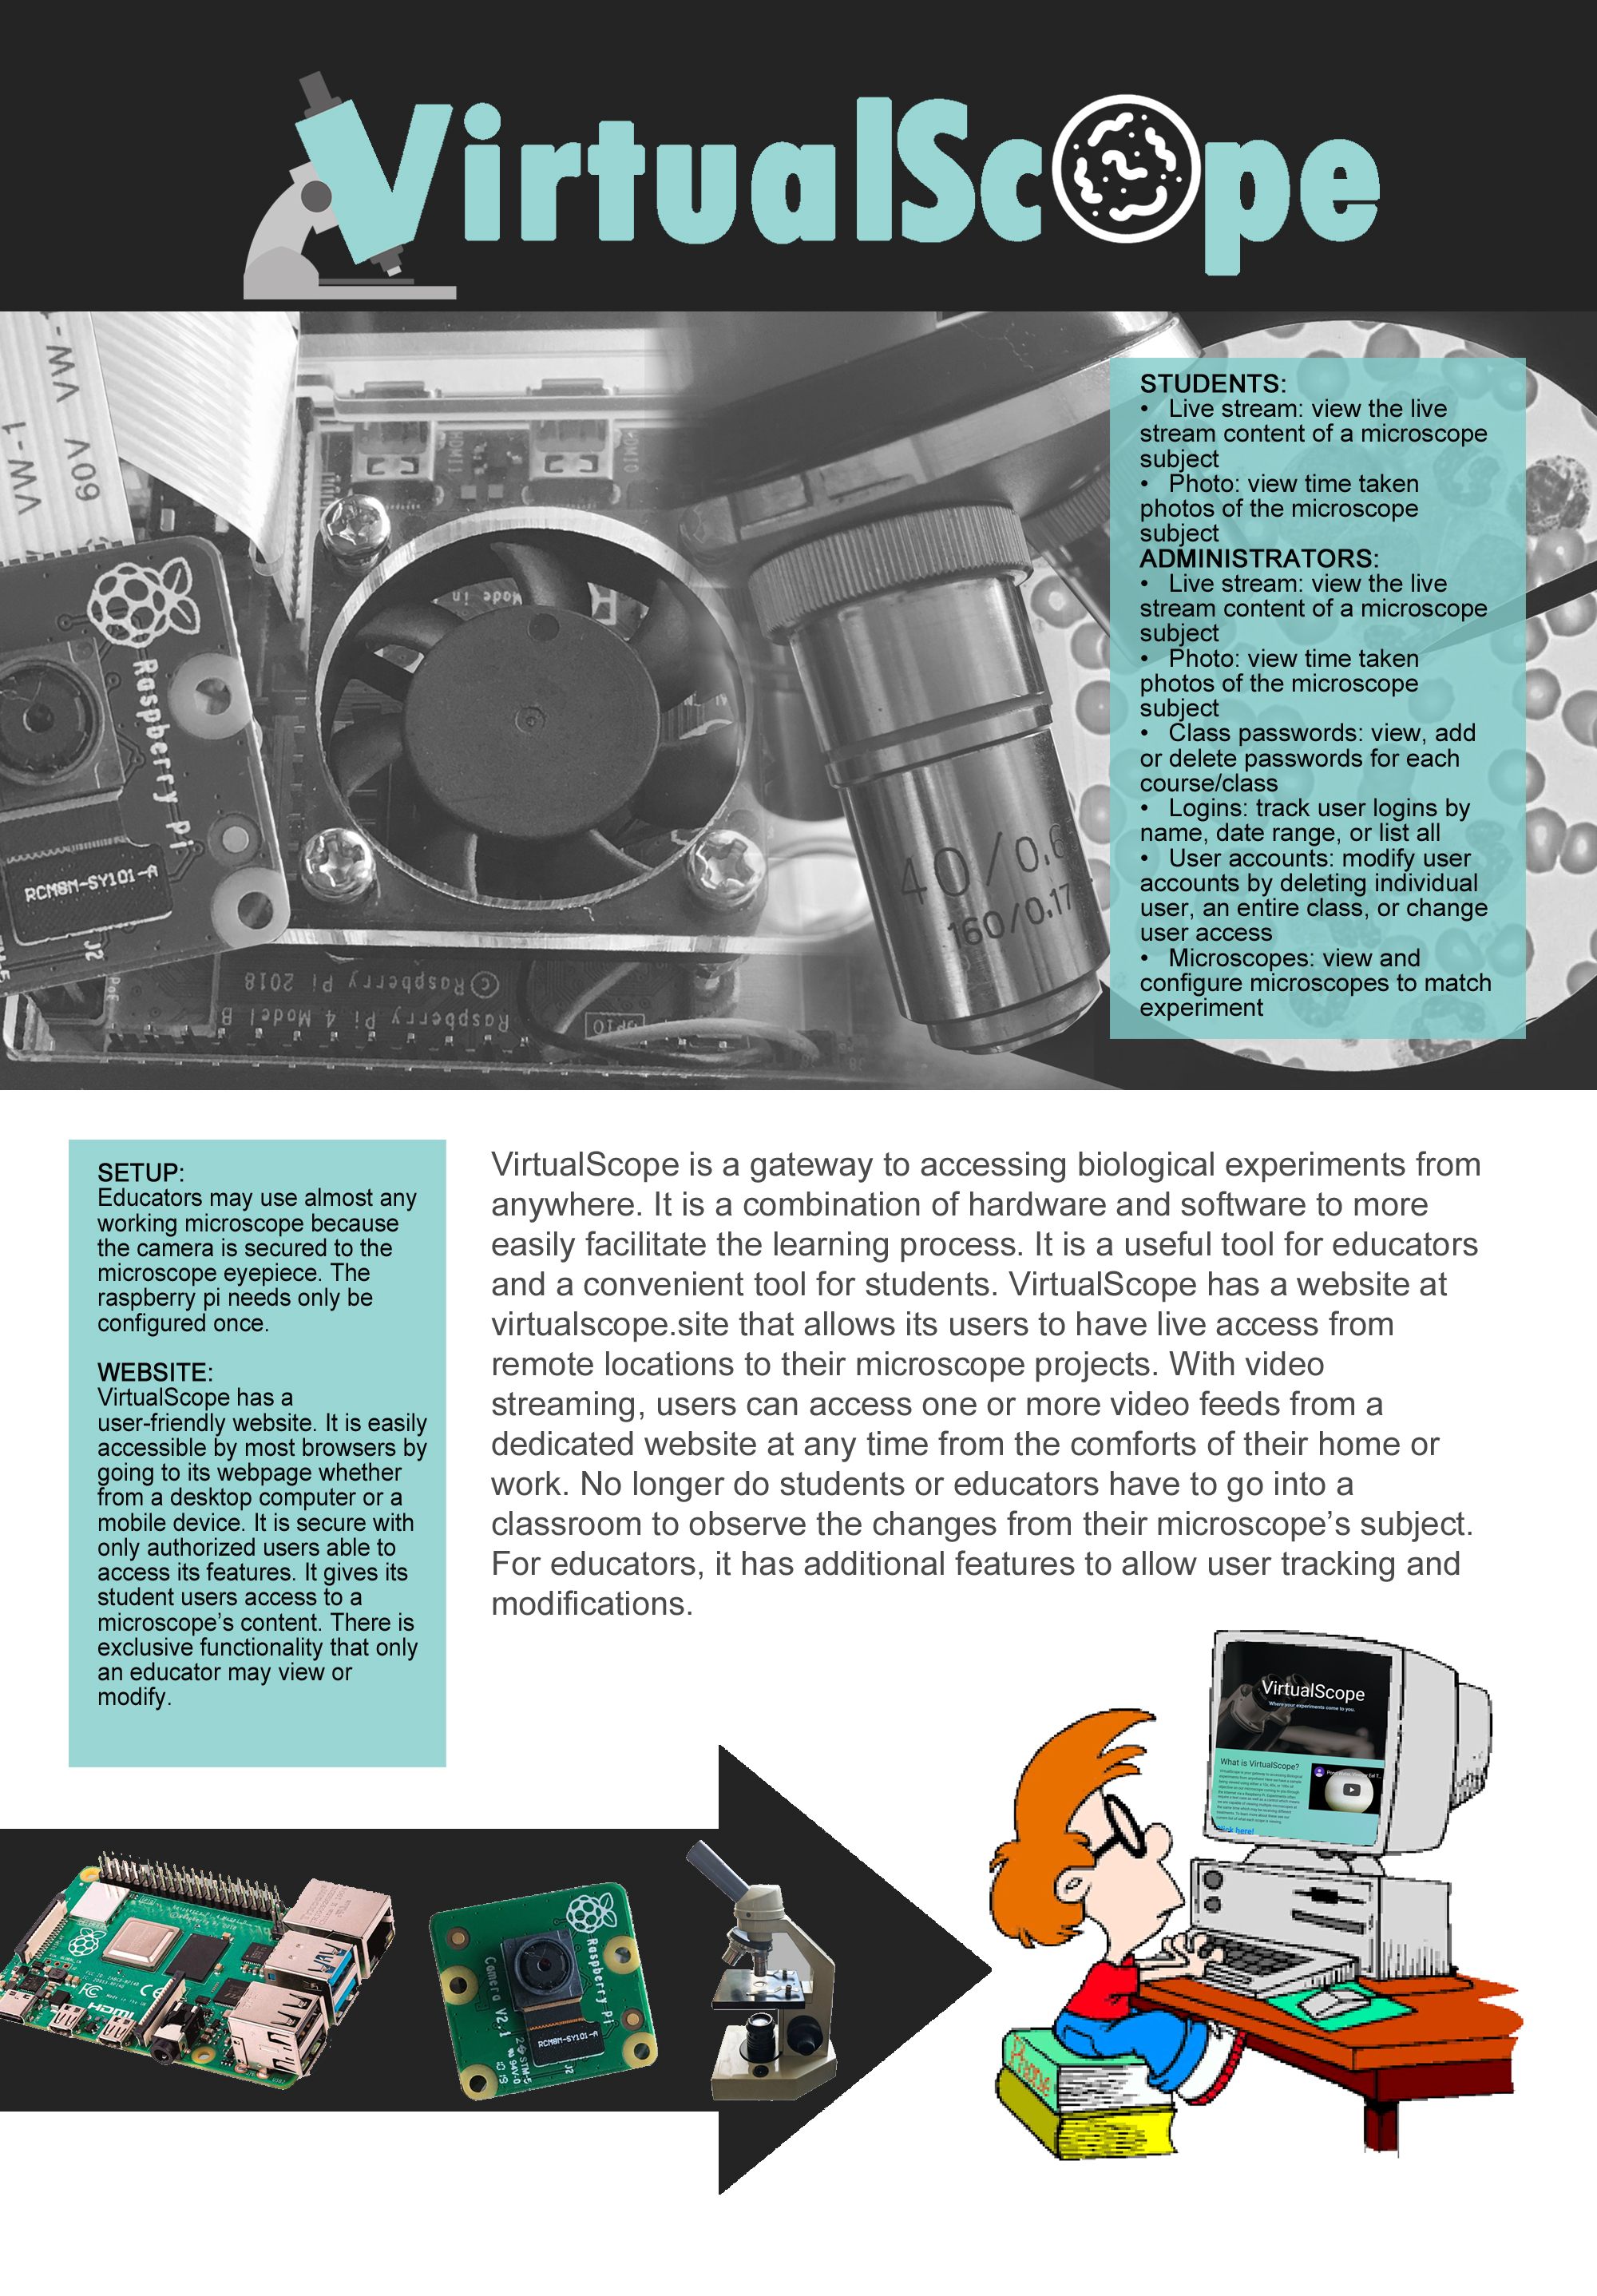 VirtualScope
VW-1
VW
VW-1
60V
Raspberry Pi
RCM8M-SY101-A
J2
Made in
© Raspberry Pi 2018
Raspberry Pi 4 Model B
GPIO
PoE
40/0.6
160/0.17
STUDENTS:
• Live stream: view the live
stream content of a microscope
subject
• Photo: view time taken
photos of the microscope
subject
ADMINISTRATORS:
• Live stream: view the live
stream content of a microscope
subject
• Photo: view time taken
photos of the microscope
subject
• Class passwords: view, add
or delete passwords for each
course/class
• Logins: track user logins by
name, date range, or list all
• User accounts: modify user
accounts by deleting individual
user, an entire class, or change
user access
• Microscopes: view and
configure microscopes to match
experiment
SETUP:
Educators may use almost any
working microscope because
the camera is secured to the
microscope eyepiece. The
raspberry pi needs only be
configured once.
WEBSITE:
VirtualScope has a
user-friendly website. It is easily
accessible by most browsers by
going to its webpage whether
from a desktop computer or a
mobile device. It is secure with
only authorized users able to
access its features. It gives its
student users access to a
microscope’s content. There is
exclusive functionality that only
an educator may view or
modify.
VirtualScope is a gateway to accessing biological experiments from
anywhere. It is a combination of hardware and software to more
easily facilitate the learning process. It is a useful tool for educators
and a convenient tool for students. VirtualScope has a website at
virtualscope.site that allows its users to have live access from
remote locations to their microscope projects. With video
streaming, users can access one or more video feeds from a
dedicated website at any time from the comforts of their home or
work. No longer do students or educators have to go into a
classroom to observe the changes from their microscope’s subject.
For educators, it has additional features to allow user tracking and
modifications.
VirtualScope
Where your experiments come to you.
What is VirtualScope?
Click here!
HDMI
FC CE
Raspberry Pi
Camera V2.1
RCM8M-SY101-A
J2
94V-0
Phone